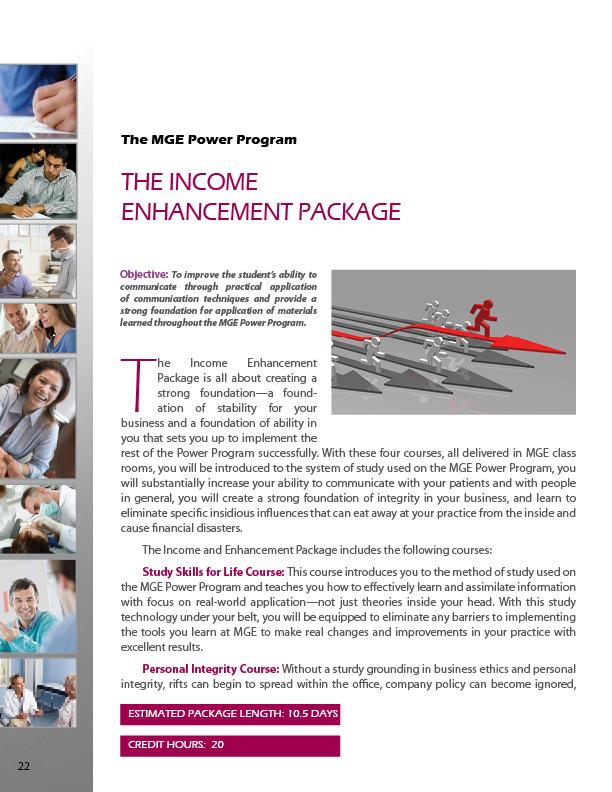 The MGE Power Program
THE INCOME
ENHANCEMENT PACKAGE
Objective: To improve the student's ability to
communicate through practical application
of communication techniques and provide a
strong foundation for application of materials
learned throughout the MGE Power Program.
The Income Enhancement
Package is all about creating a
strong foundation—a found-
ation of stability for your
business and a foundation of ability in
you that sets you up to implement the
rest of the Power Program successfully. With these four courses, all delivered in MGE class
rooms, you will be introduced to the system of study used on the MGE Power Program, you
will substantially increase your ability to communicate with your patients and with people
in general, you will create a strong foundation of integrity in your business, and learn to
eliminate specific insidious influences that can eat away at your practice from the inside and
cause financial disasters.
The Income and Enhancement Package includes the following courses:
Study Skills for Life Course: This course introduces you to the method of study used on
the MGE Power Program and teaches you how to effectively learn and assimilate information
with focus on real-world application—not just theories inside your head. With this study
technology under your belt, you will be equipped to eliminate any barriers to implementing
the tools you learn at MGE to make real changes and improvements in your practice with
excellent results.
Personal Integrity Course: Without a sturdy grounding in business ethics and personal
integrity, rifts can begin to spread within the office, company policy can become ignored,
ESTIMATED PACKAGE LENGTH: 10.5 DAYS
CREDIT HOURS: 20
22